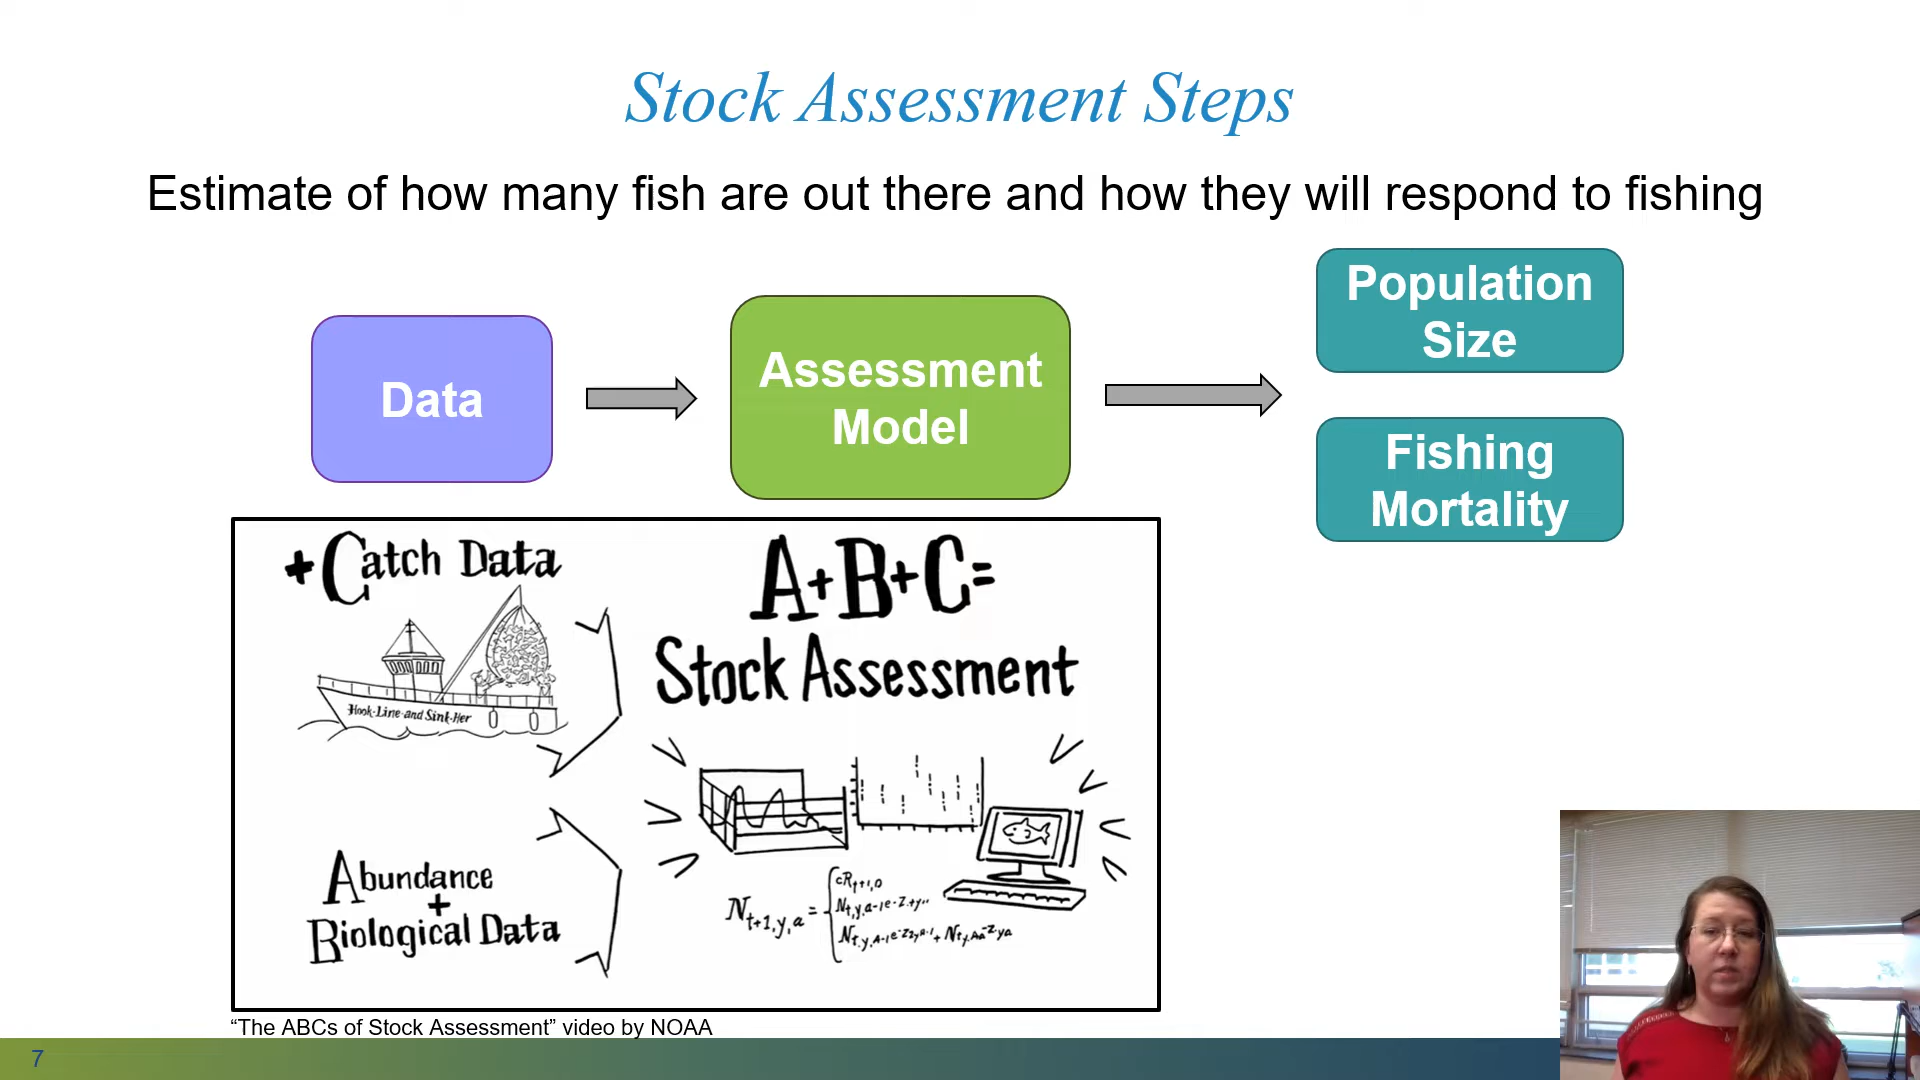 Stock Assessment Steps
Estimate of how many fish are out there and how they will respond to fishing
Data
Assessment
Model
Population
Size
Fishing
Mortality
+Catch Data
Hook-Line-and Sink-Her
Abundance
+
Biological Data
A+B+C=
Stock Assessment
“The ABCs of Stock Assessment” video by NOAA
7